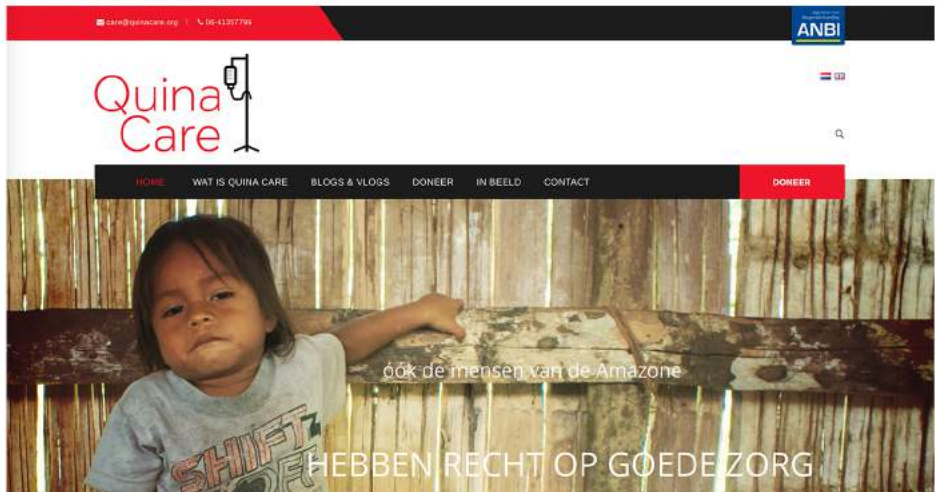 care@quinacare.org | 06-41357799
ANBI
Quina
Care
HOME WAT IS QUINA CARE BLOGS & VLOGS DONEER IN BEELD CONTACT DONEER
óók de mensen van de Amazone
SHIFT
HEBBEN RECHT OP GOEDE ZORG